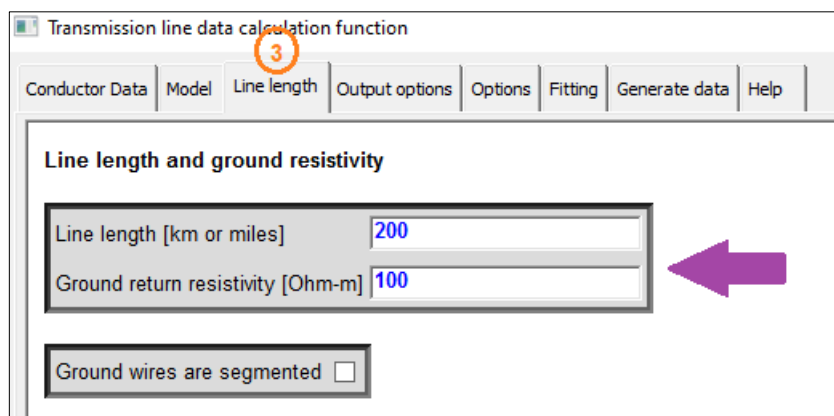 Transmission line data calculation function
3
Conductor Data Model Line length Output options Options Fitting Generate data Help
Line length and ground resistivity
Line length [km or miles] 200
Ground return resistivity [Ohm-m] 100
Ground wires are segmented